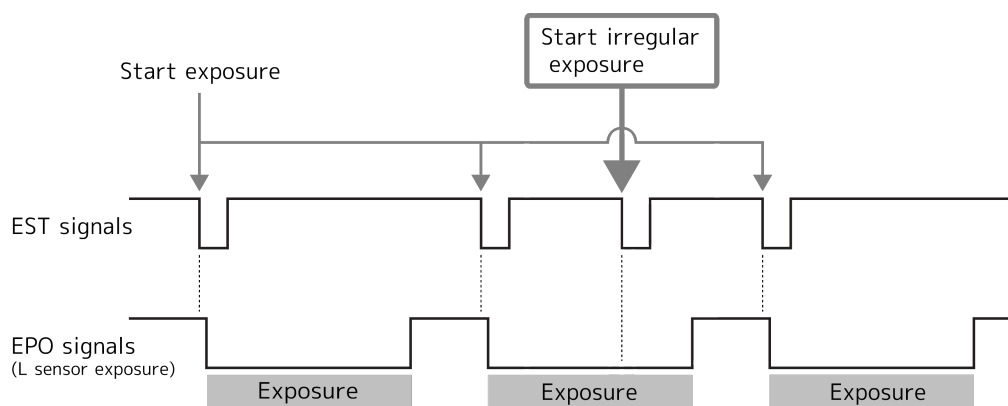 Start irregular
exposure
Start exposure
EST signals
EPO signals
(L sensor exposure)
Exposure
Exposure
Exposure